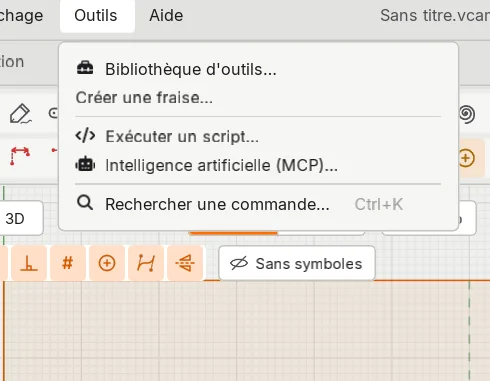 chage Outils Aide Sans titre.vcar
ion
Bibliothèque d'outils...
Créer une fraise...
Exécuter un script...
Intelligence artificielle (MCP)...
Rechercher une commande... Ctrl+K
3D
Sans symboles